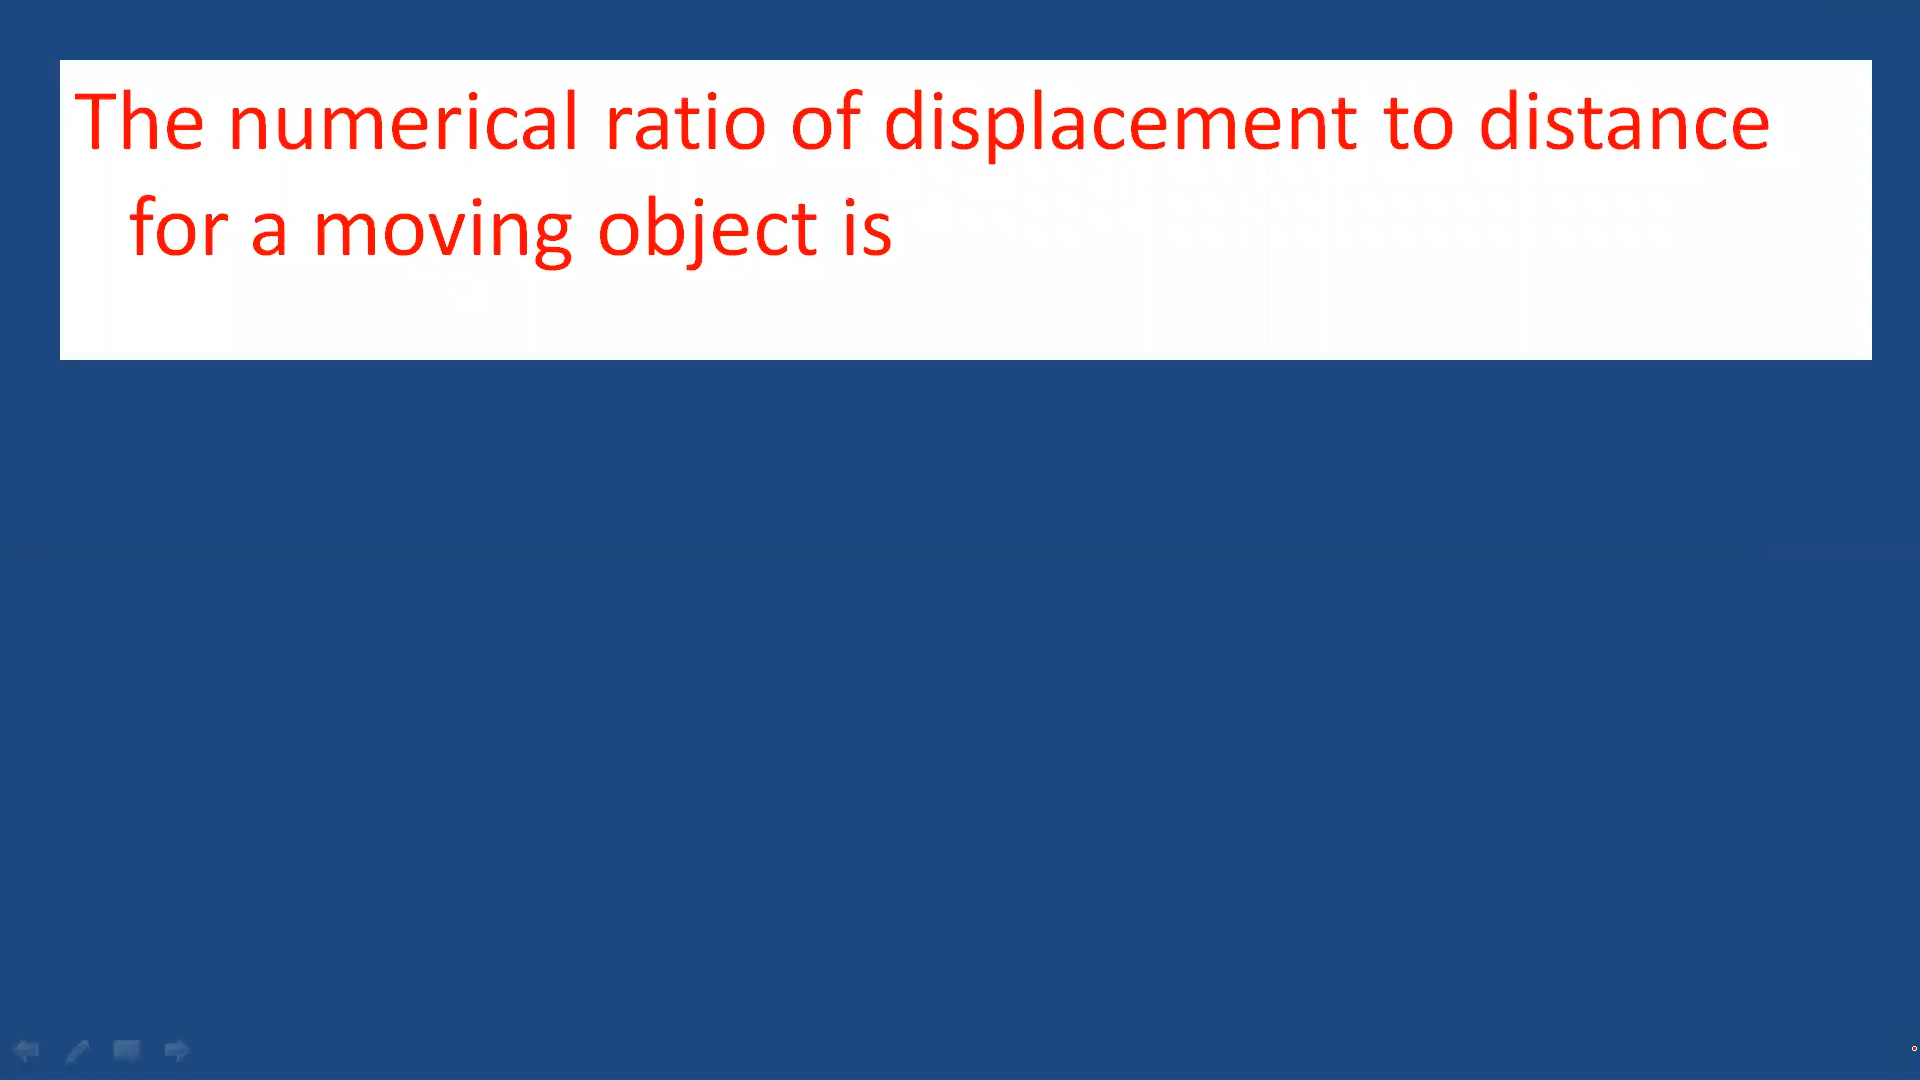 The numerical ratio of displacement to distance
for a moving object is